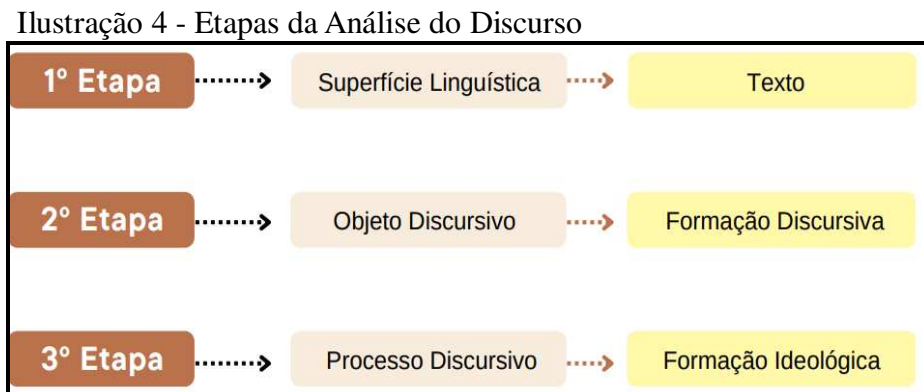 Ilustração 4 - Etapas da Análise do Discurso
1º Etapa Superfície Linguística Texto
2º Etapa Objeto Discursivo Formação Discursiva
3º Etapa Processo Discursivo Formação Ideológica